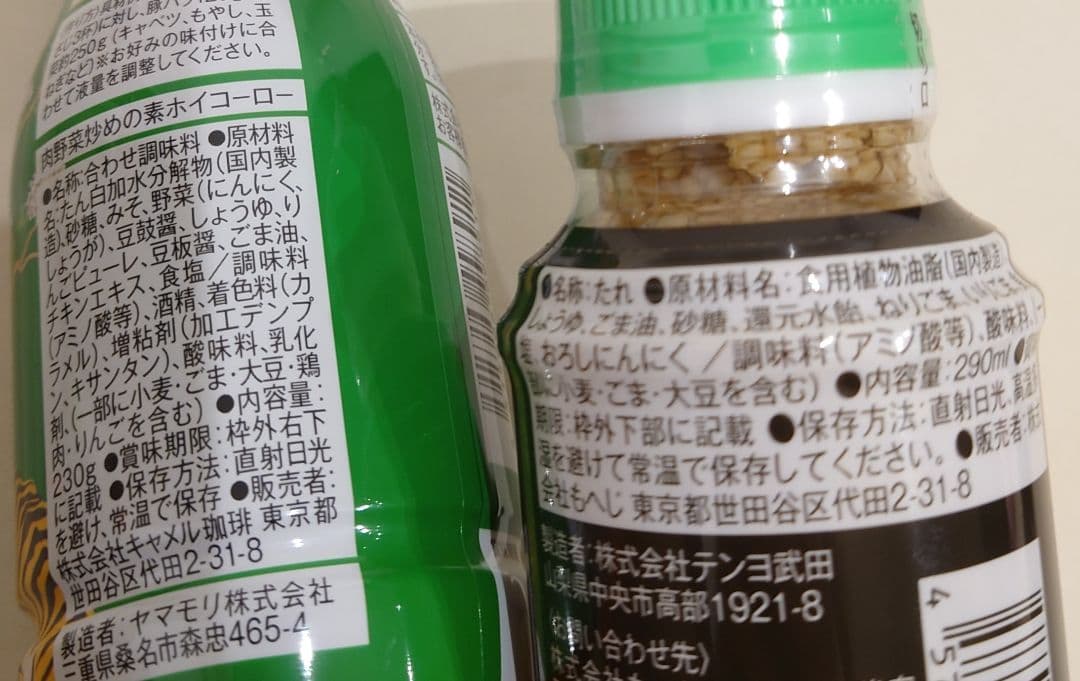 に対し、豚バラ
250g(キャベツ、もやし、玉
ねぎなど)※お好みの味付けに合
わせて液量を調整してください。
肉野菜炒めの素ホイコーロー
●名称:合わせ調味料 ●原材料
名:たん白加水分解物(国内製
造)、砂糖、みそ、野菜(にんにく、
しょうが)、豆鼓醤、しょうゆ、り
んごピューレ、豆板醤、ごま油、
チキンエキス、食塩/調味料
(アミノ酸等)、酒精、着色料(カ
ラメル)、増粘剤(加工デンプ
ン、キサンタン)、酸味料、乳化
剤、(一部に小麦・ごま・大豆・鶏
肉・りんごを含む) ●内容量:
230g ●賞味期限:枠外右下
に記載 ●保存方法:直射日光
を避け、常温で保存 ●販売者:
株式会社キャメル珈琲 東京都
世田谷区代田2-31-8
製造者:ヤマモリ株式会社
三重県桑名市森忠465-4
●名称:たれ ●原材料名:食用植物油脂(国内製造
しょうゆ、ごま油、砂糖、還元水飴、ねりごま、
おろしにんにく/調味料(アミノ酸等)、酸味料、
に小麦・ごま・大豆を含む) ●内容量:290ml ●
期限:枠外下部に記載 ●保存方法:直射日光、高温
を避けて常温で保存してください。 ●販売者:株式
会社もへじ 東京都世田谷区代田2-31-8
製造者:株式会社テンヨ武田
山梨県中央市高部1921-8
(お問い合わせ先)
株式会社
4 5